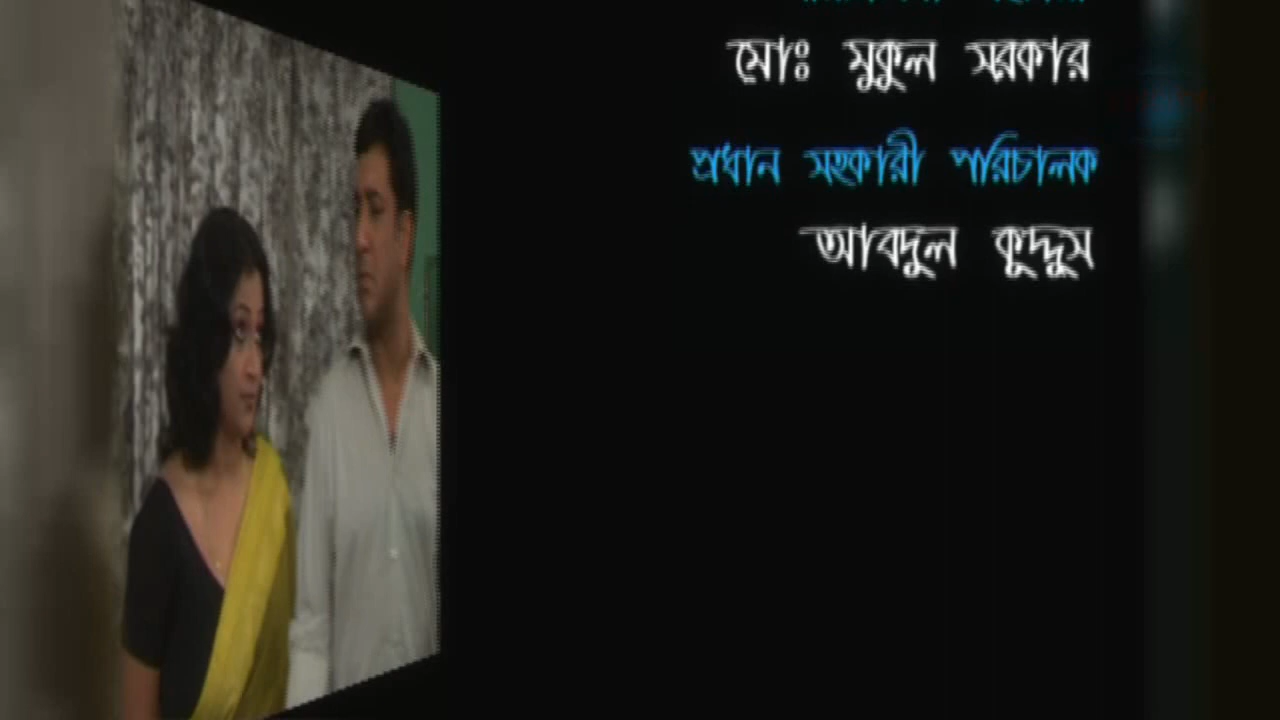 মোঃ মুকুল সরকার
প্রধান সহকারী পরিচালক
আবদুল কুদ্দুস